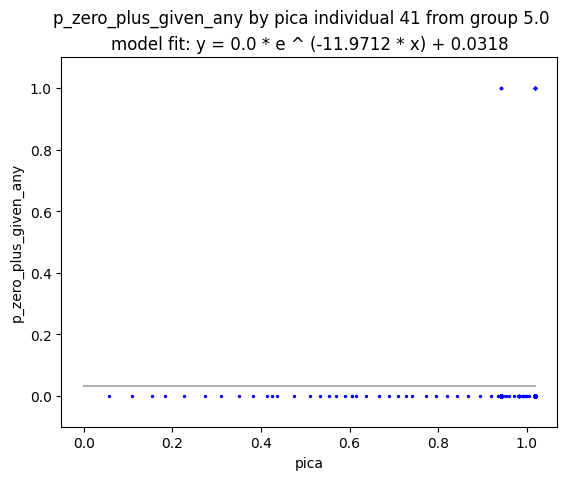 p_zero_plus_given_any by pica individual 41 from group 5.0
model fit: y = 0.0 * e ^ (-11.9712 * x) + 0.0318
1.0
0.8
0.6
0.4
0.2
0.0
p_zero_plus_given_any
0.0 0.2 0.4 0.6 0.8 1.0
pica